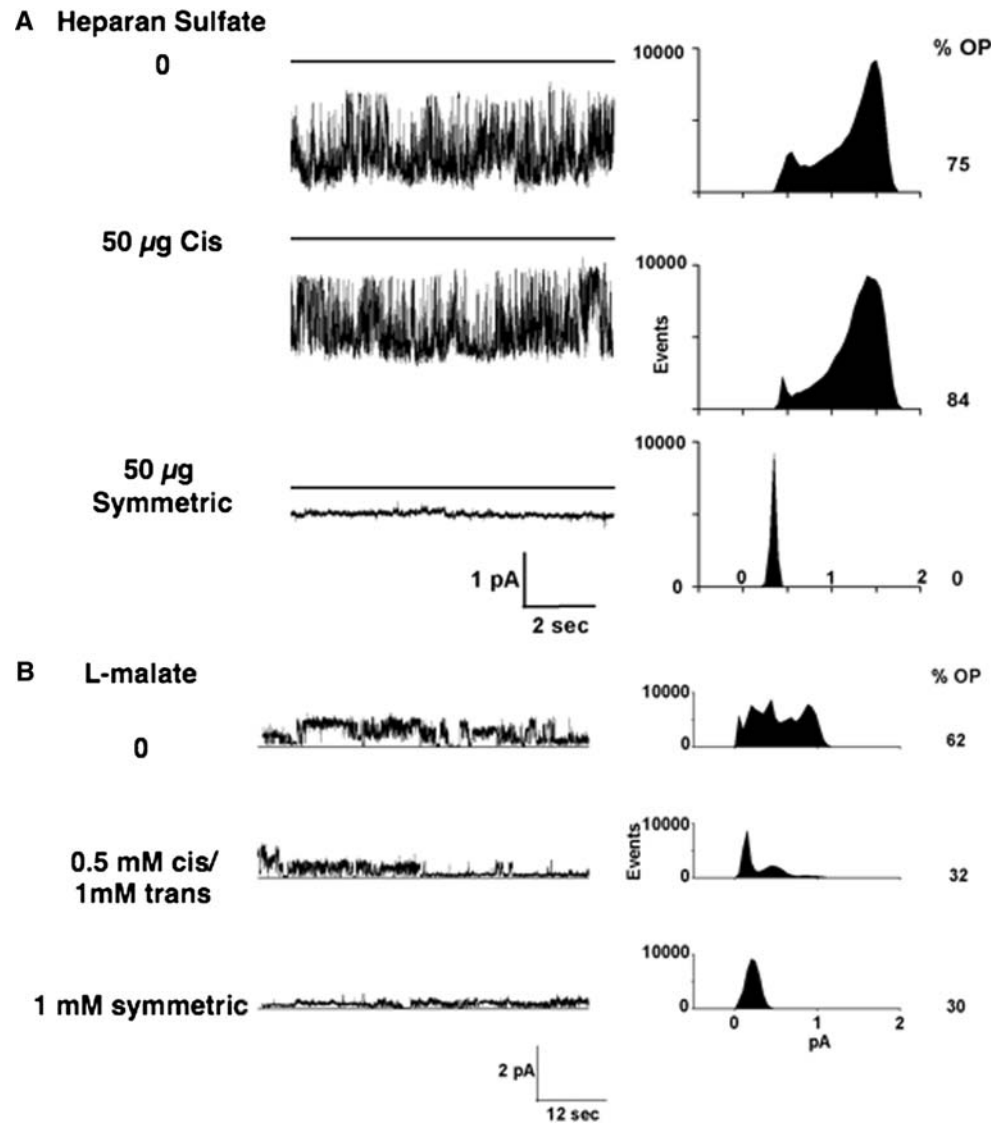 A Heparan Sulfate
% OP
0
10000
75
50 µg Cis
10000
Events
84
50 µg
Symmetric
10000
0
0 1 2 0
1 pA
2 sec
B L-malate
% OP
0
10000
0
62
0.5 mM cis/
1mM trans
10000
Events
0
32
1 mM symmetric
10000
0
30
0 1 2
pA
2 pA
12 sec